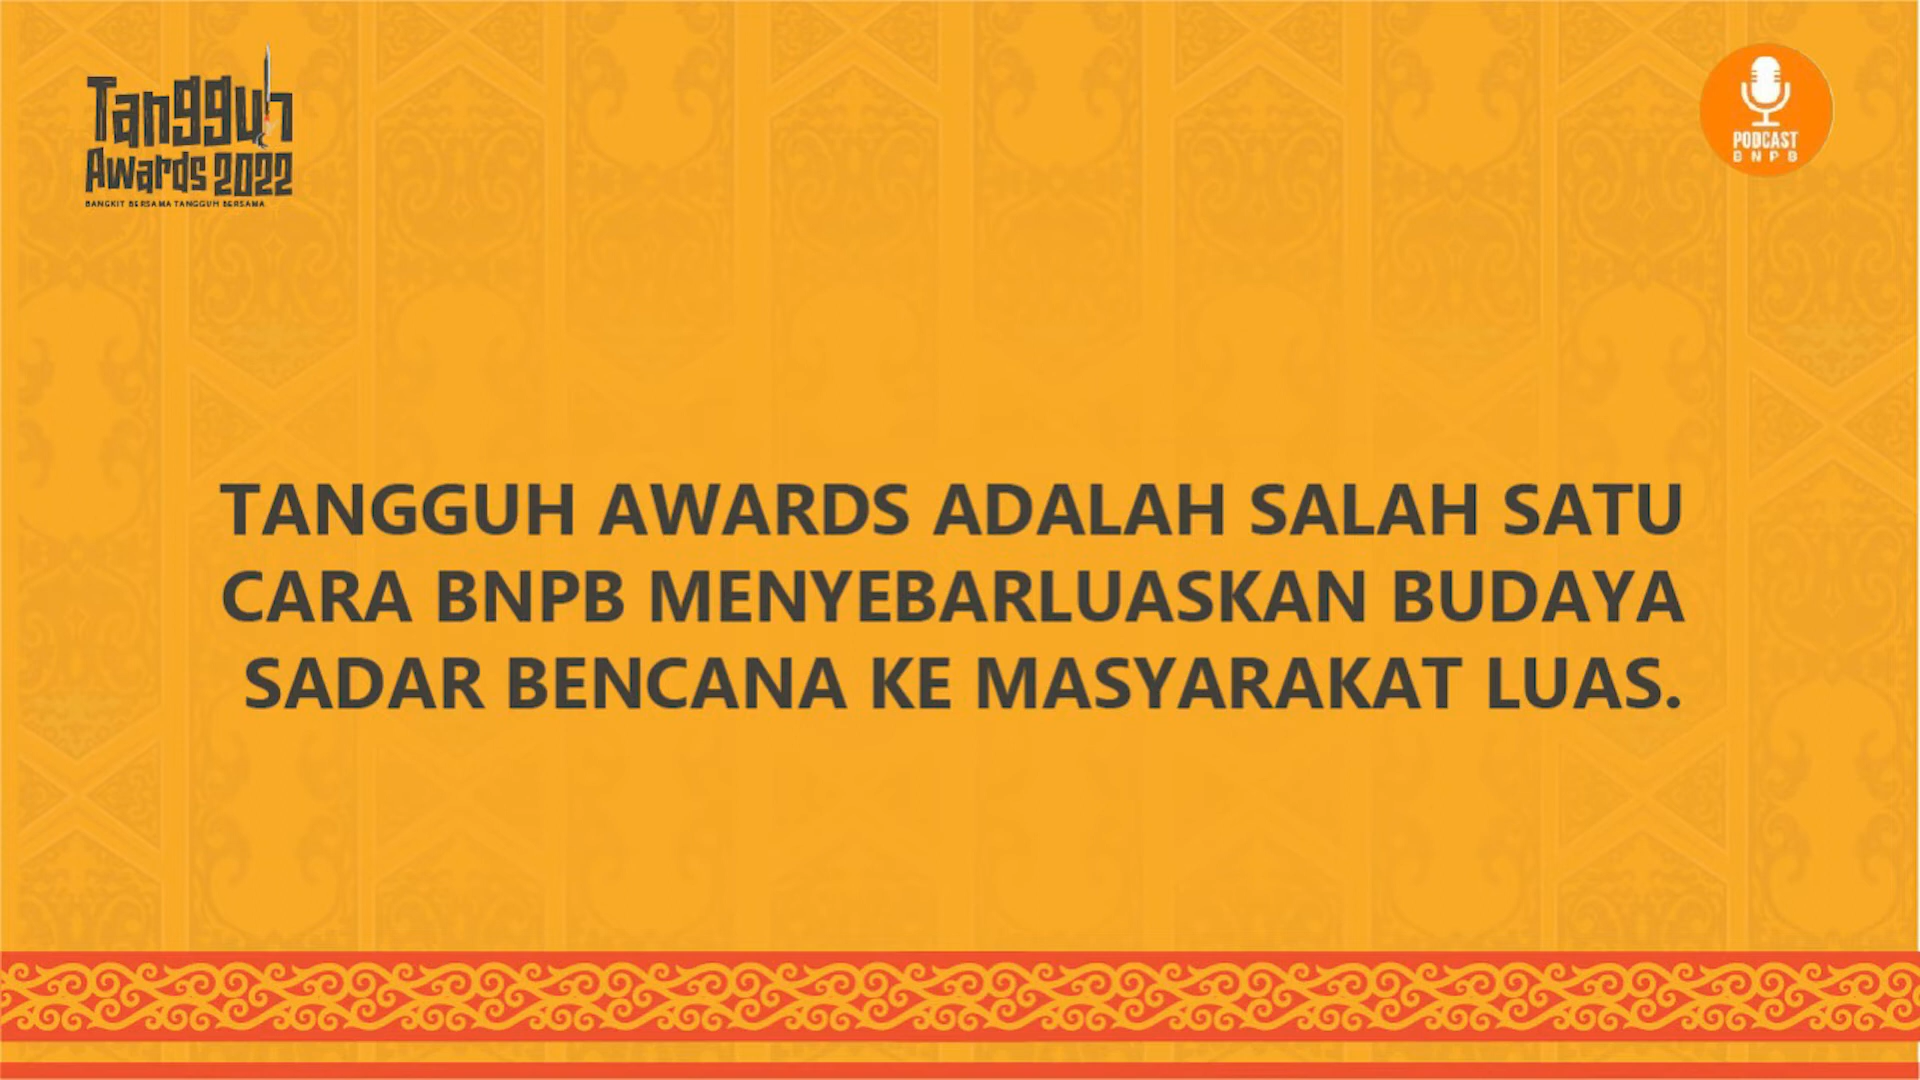 Tangguh
Awards 2022
BANGKIT BERSAMA TANGGUH BERSAMA
PODCAST
BNPB
TANGGUH AWARDS ADALAH SALAH SATU
CARA BNPB MENYEBARLUASKAN BUDAYA
SADAR BENCANA KE MASYARAKAT LUAS.